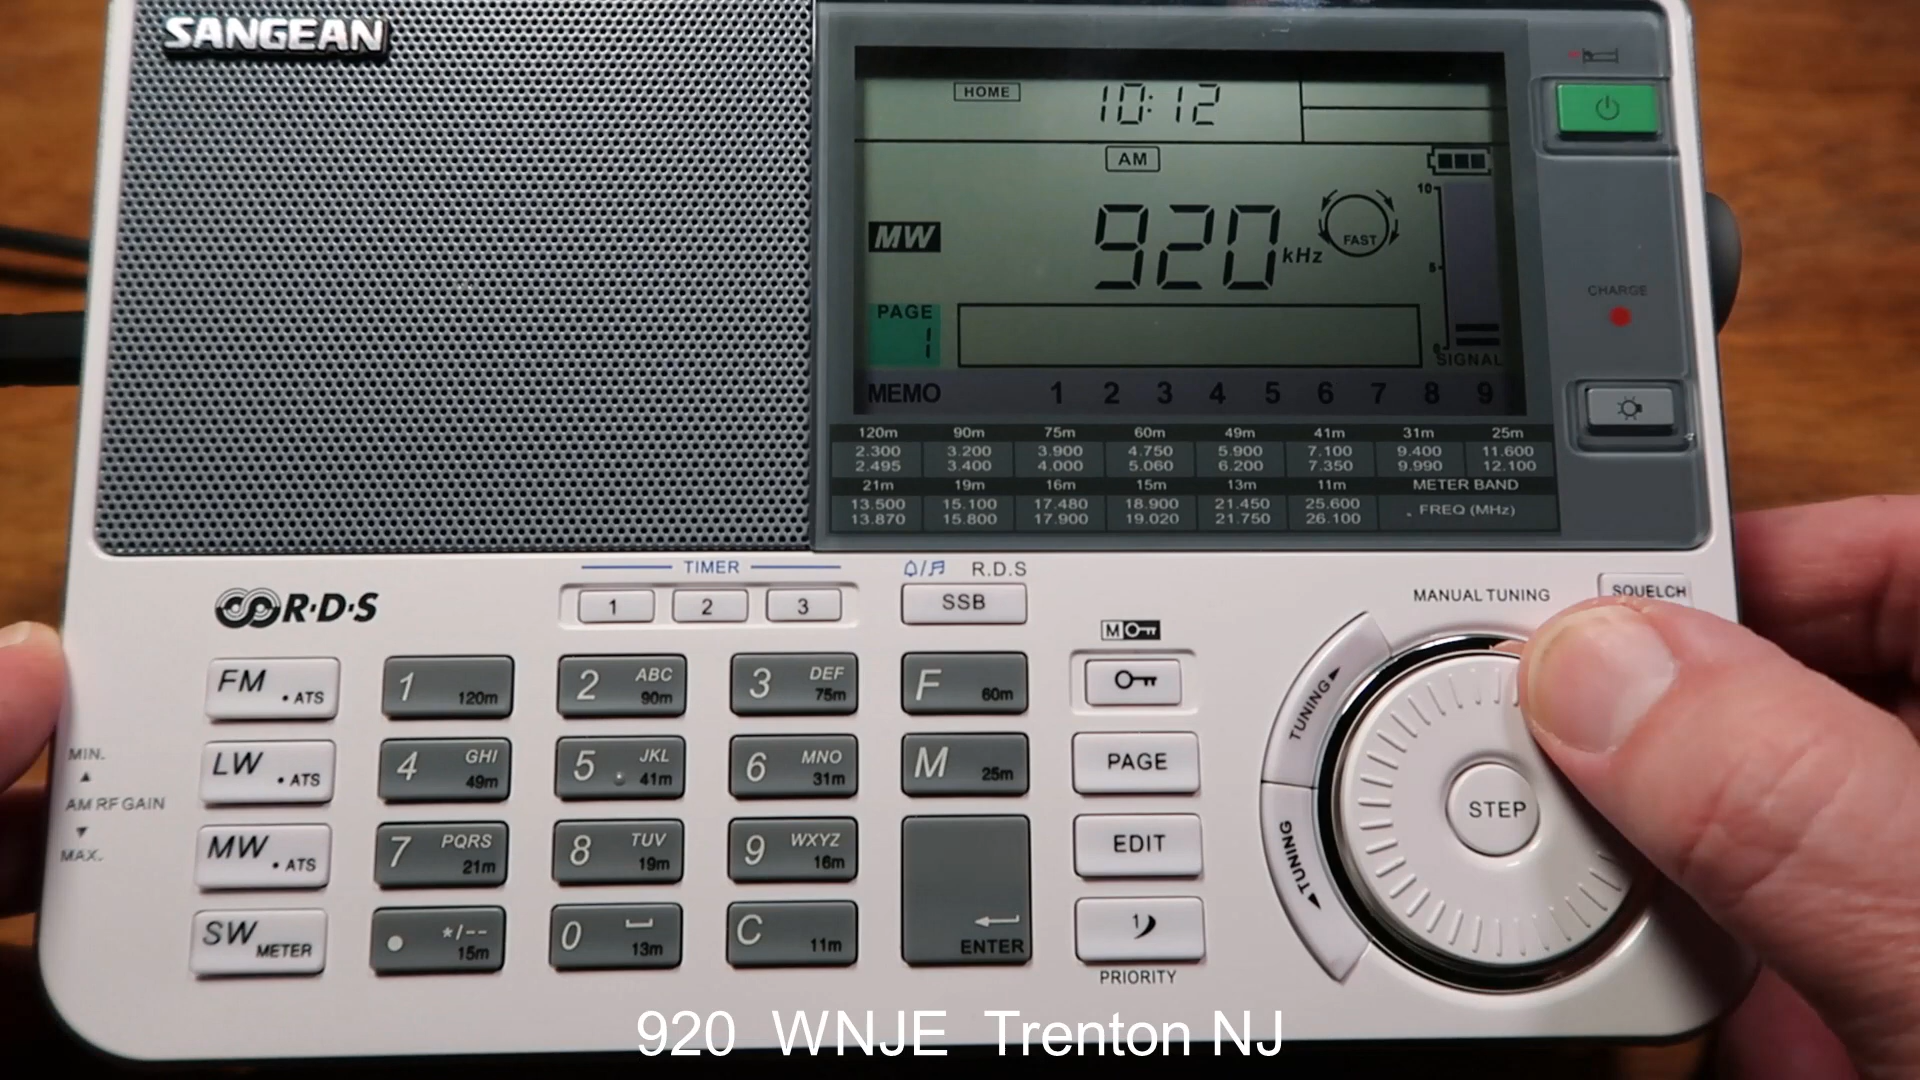 SANGEAN
HOME 10:12
AM
10
MW 920 kHz FAST
5
PAGE
1
0
SIGNAL
MEMO 1 2 3 4 5 6 7 8 9
CHARGE
120m 90m 75m 60m 49m 41m 31m 25m
2.300 3.200 3.900 4.750 5.900 7.100 9.400 11.600
2.495 3.400 4.000 5.060 6.200 7.350 9.990 12.100
21m 19m 16m 15m 13m 11m METER BAND
13.500 15.100 17.480 18.900 21.450 25.600 FREQ (MHz)
13.870 15.800 17.900 19.020 21.750 26.100
R·D·S
TIMER
1 2 3
R.D.S
SSB
MANUAL TUNING
SQUELCH
M
FM • ATS 1 120m 2 ABC 90m 3 DEF 75m F 60m
LW • ATS 4 GHI 49m 5 JKL 41m 6 MNO 31m M 25m PAGE
MW • ATS 7 PQRS 21m 8 TUV 19m 9 WXYZ 16m EDIT
SW METER • */-- 15m 0 13m C 11m ENTER 1
PRIORITY
MIN.
AM RF GAIN
MAX.
TUNING
TUNING
STEP
920 WNJE Trenton NJ